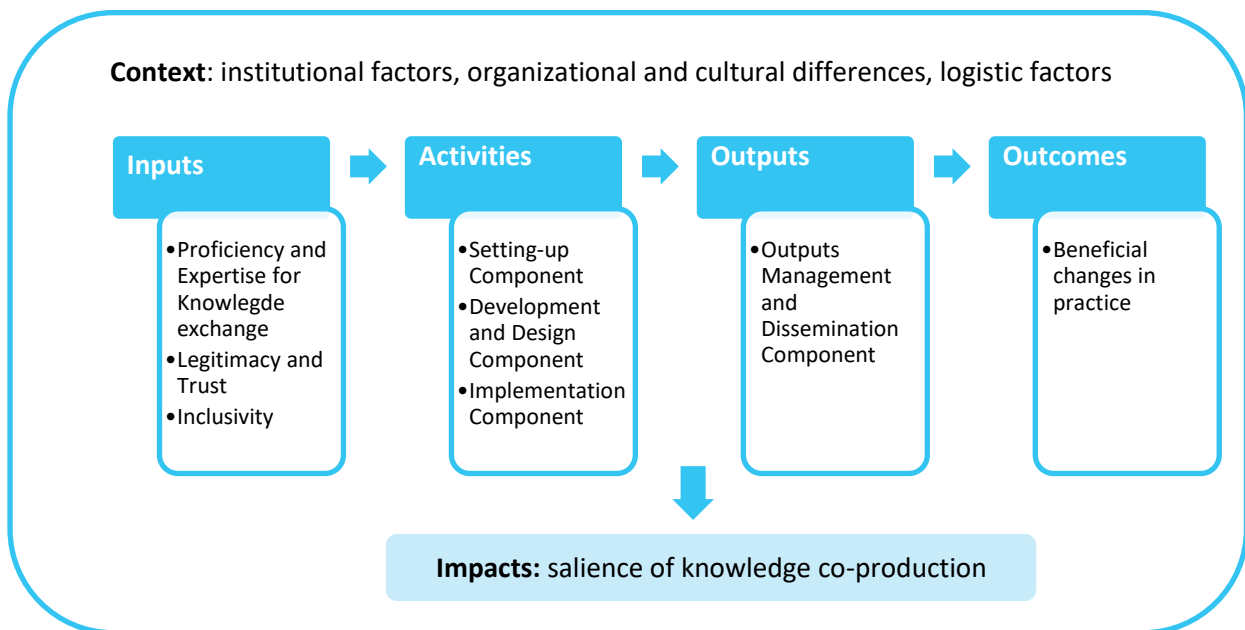 Context: institutional factors, organizational and cultural differences, logistic factors
Inputs
•Proficiency and
Expertise for
Knowlegde
exchange
•Legitimacy and
Trust
•Inclusivity
Activities
•Setting-up
Component
•Development
and Design
Component
•Implementation
Component
Outputs
•Outputs
Management
and
Dissemination
Component
Outcomes
•Beneficial
changes in
practice
Impacts: salience of knowledge co-production